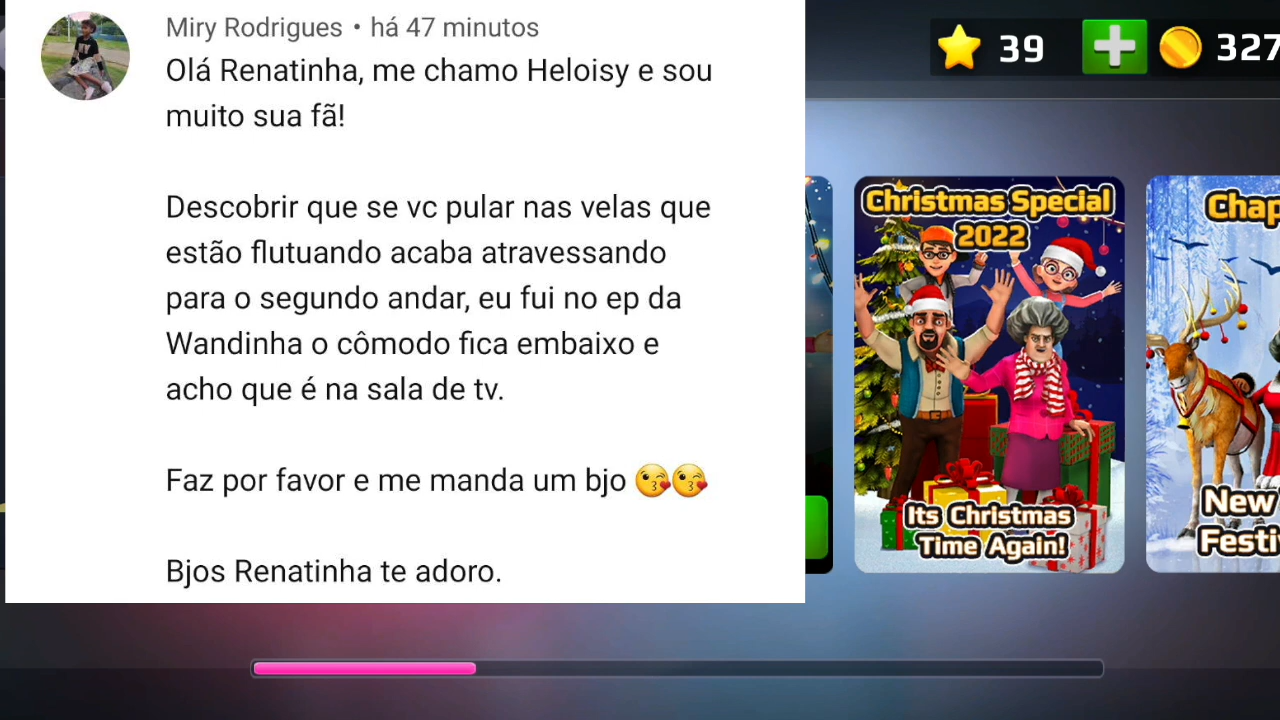 Miry Rodrigues • há 47 minutos
Olá Renatinha, me chamo Heloisy e sou
muito sua fã!
Descobrir que se vc pular nas velas que
estão flutuando acaba atravessando
para o segundo andar, eu fui no ep da
Wandinha o cômodo fica embaixo e
acho que é na sala de tv.
Faz por favor e me manda um bjo 😘😘
Bjos Renatinha te adoro.
39
327
Christmas Special
2022
Its Christmas
Time Again!
Chap
New
Festi